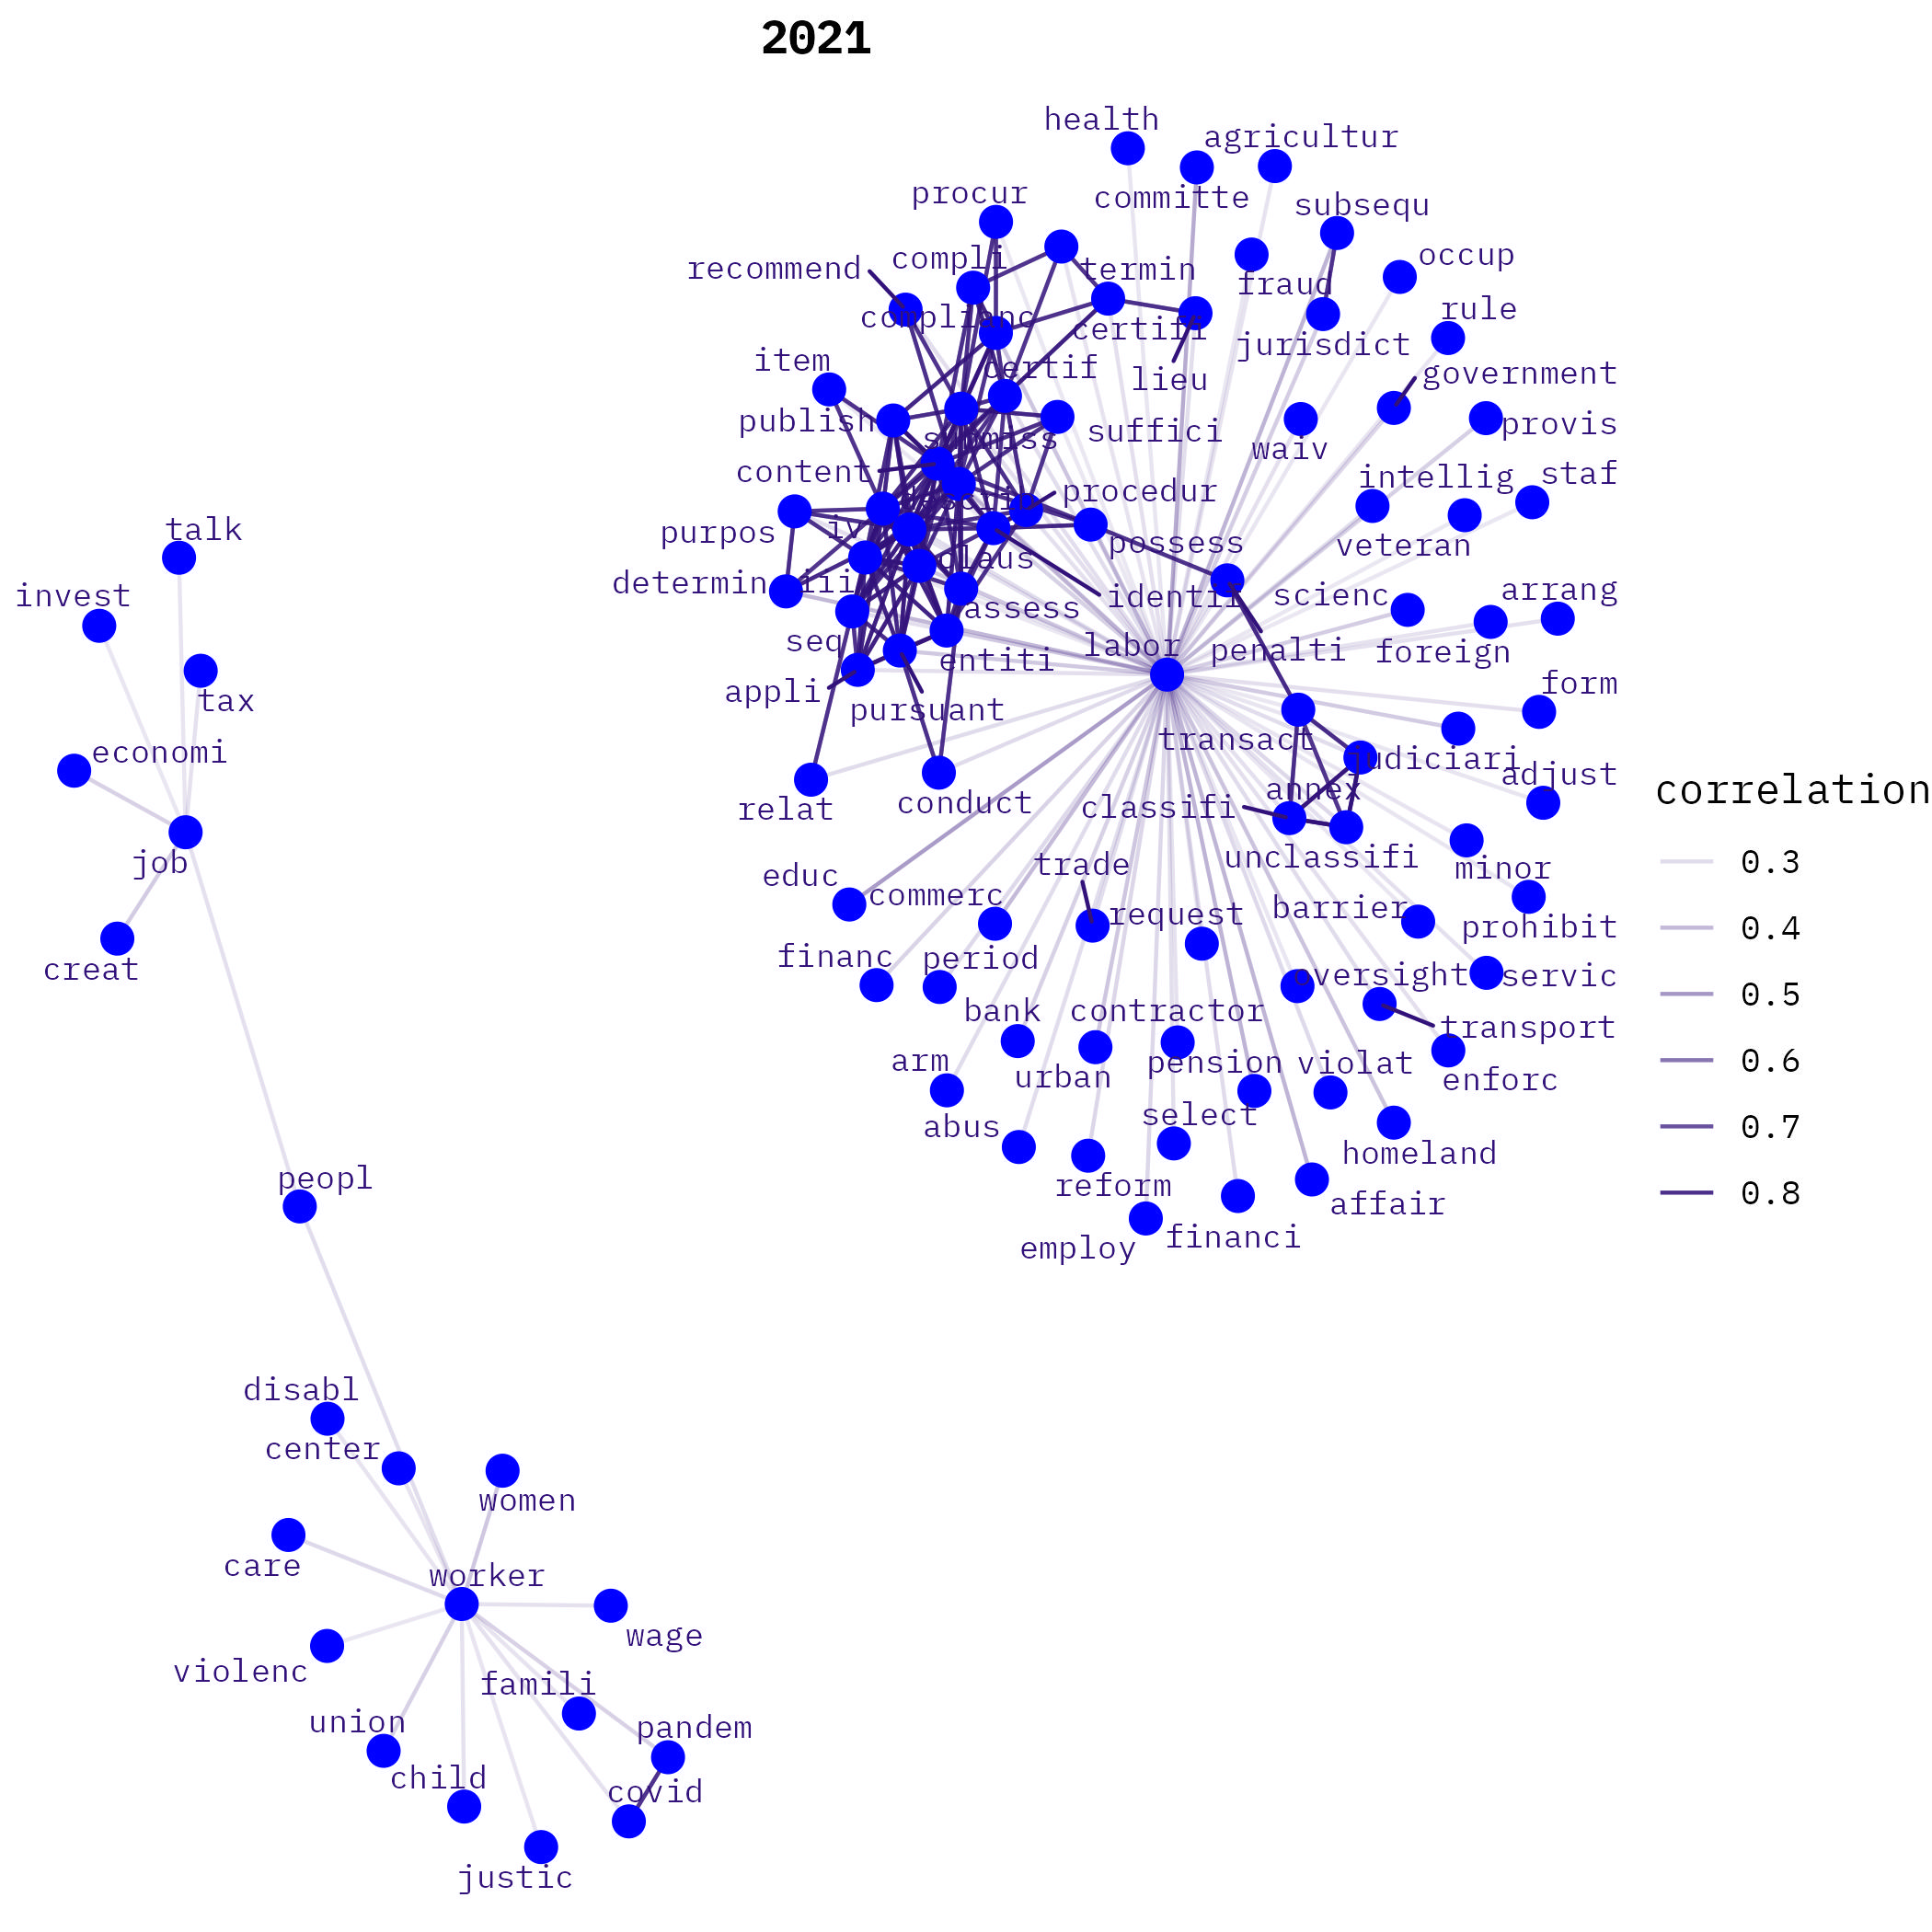 2021
health
agricultur
committe
procur
subsequ
occup
compli
recommend
termin
fraud
rule
complianc
certifi
jurisdict
item
certif
lieu
government
publish
submiss
suffici
waiv
provis
content
intellig
staf
procedur
purpos
iv
possess
veteran
talk
determin
iii
claus
identif
scienc
arrang
invest
assess
seq
entiti
labor
penalti
foreign
form
appli
pursuant
tax
transact
judiciari
economi
adjust
annex
relat
conduct
classifi
correlation
job
trade
unclassifi
0.3
minor
educ
commerc
request
barrier
prohibit
0.4
creat
financ
period
oversight
servic
0.5
bank
contractor
transport
arm
urban
pension
violat
enforc
0.6
abus
select
0.7
homeland
peopl
reform
affair
0.8
employ
financi
disabl
center
women
care
worker
wage
violenc
famili
union
pandem
child
covid
justic